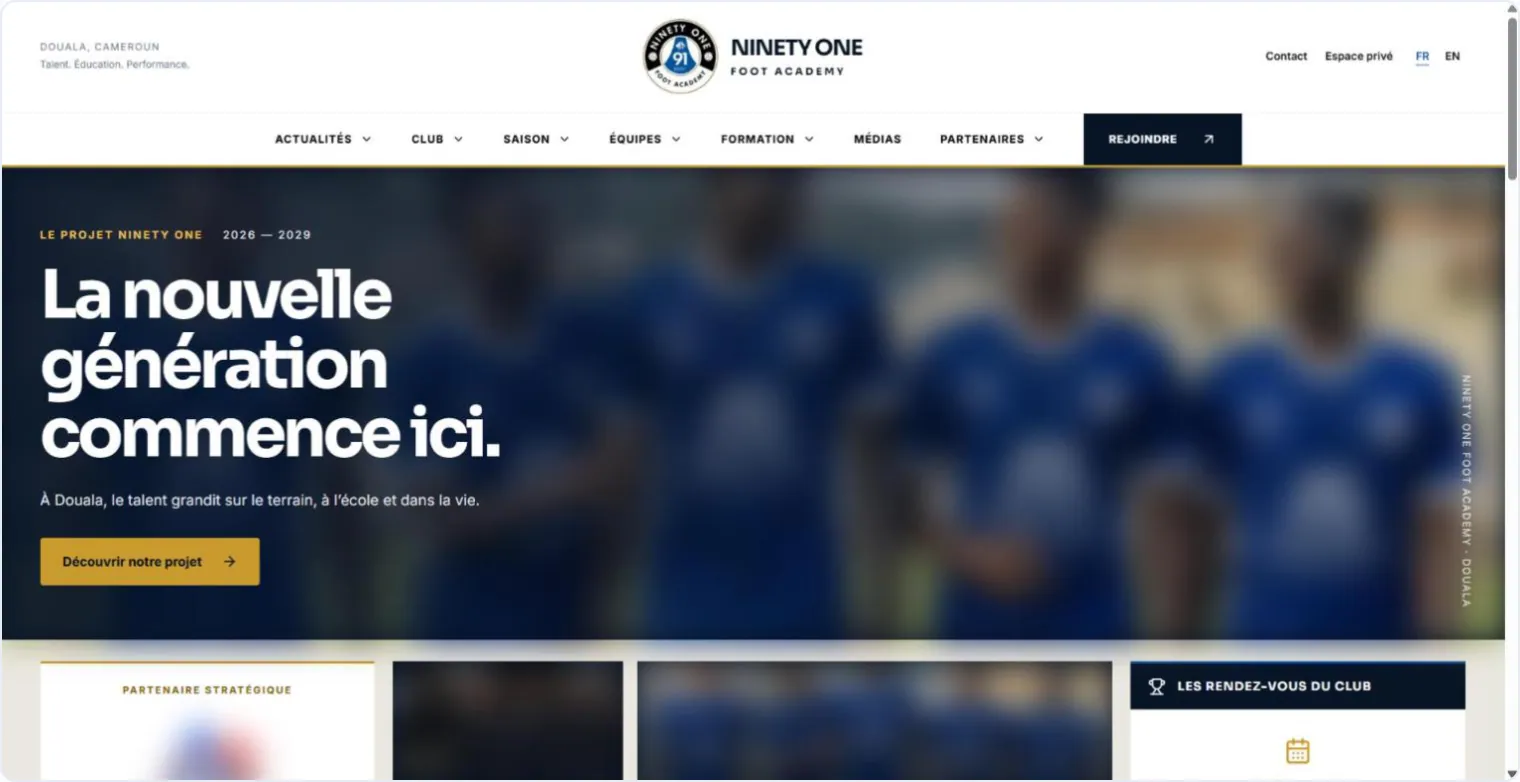 DOUALA, CAMEROUN
Talent. Éducation. Performance.
NINETY ONE
91
FOOT ACADEMY
NINETY ONE
FOOT ACADEMY
Contact
Espace privé
FR
EN
ACTUALITÉS
CLUB
SAISON
ÉQUIPES
FORMATION
MÉDIAS
PARTENAIRES
REJOINDRE
LE PROJET NINETY ONE 2026 — 2029
La nouvelle
génération
commence ici.
À Douala, le talent grandit sur le terrain, à l’école et dans la vie.
Découvrir notre projet
NINETY ONE FOOT ACADEMY · DOUALA
PARTENAIRE STRATÉGIQUE
LES RENDEZ-VOUS DU CLUB